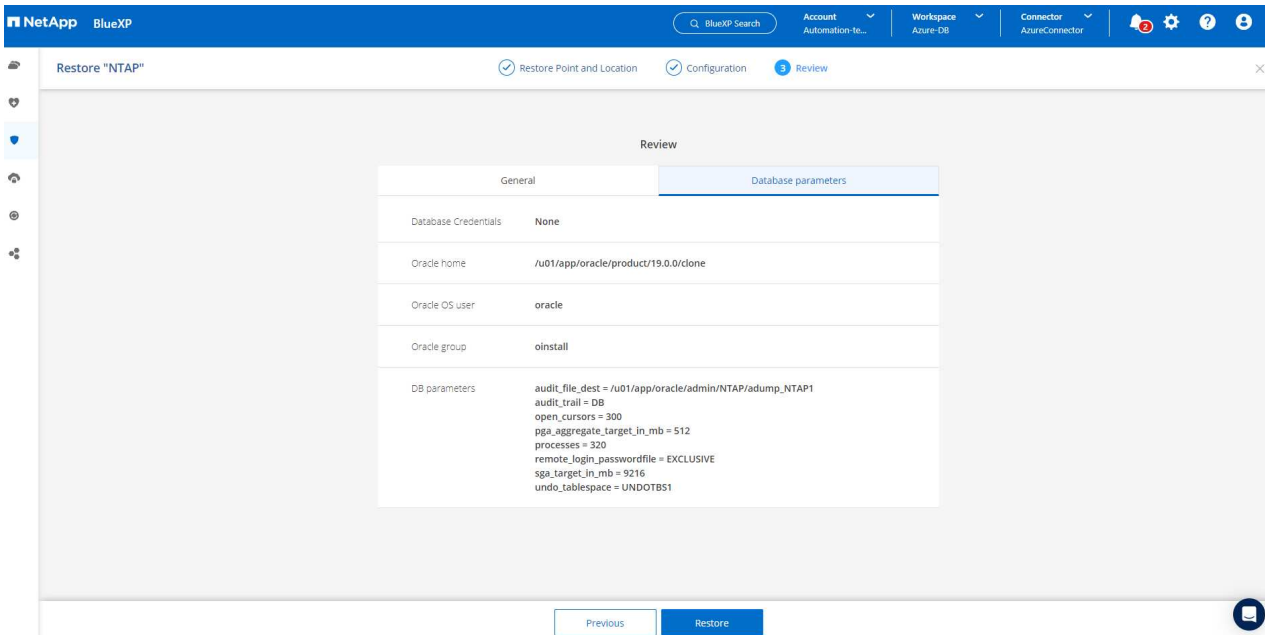 NetApp BlueXP
BlueXP Search
Account
Automation-te...
Workspace
Azure-DB
Connector
AzureConnector
2
?
Restore "NTAP"
Restore Point and Location
Configuration
3 Review
Review
General
Database parameters
Database Credentials None
Oracle home /u01/app/oracle/product/19.0.0/clone
Oracle OS user oracle
Oracle group oinstall
DB parameters audit_file_dest = /u01/app/oracle/admin/NTAP/adump_NTAP1
audit_trail = DB
open_cursors = 300
pga_aggregate_target_in_mb = 512
processes = 320
remote_login_passwordfile = EXCLUSIVE
sga_target_in_mb = 9216
undo_tablespace = UNDOTBS1
Previous
Restore